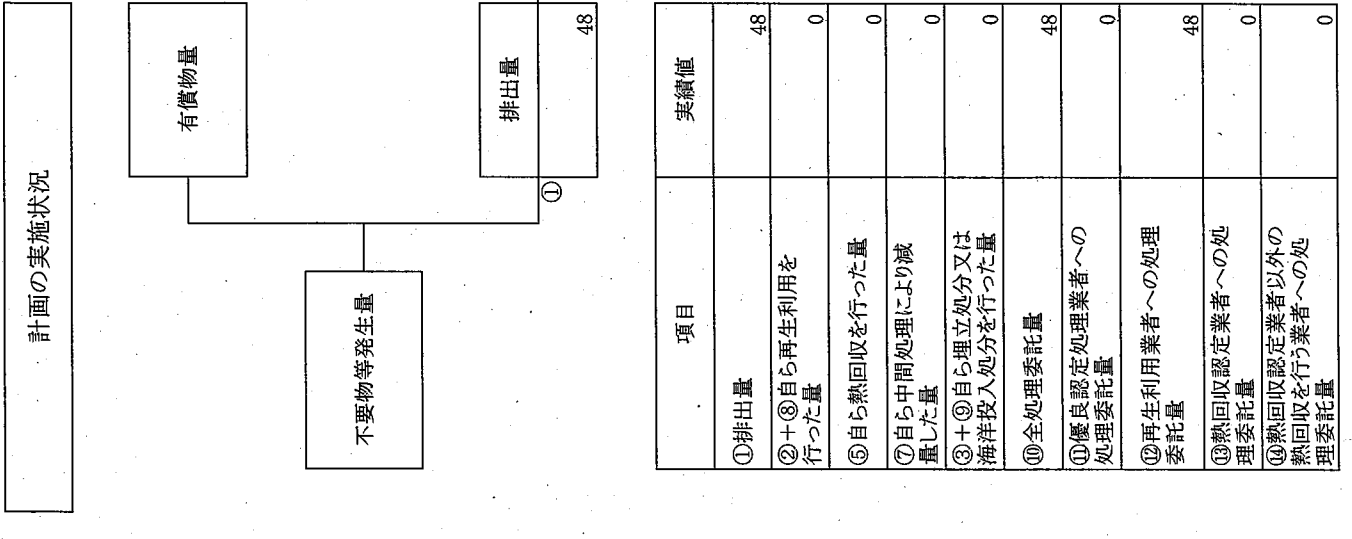 計画の実施状況
有償物量
不要物等発生量
排出量
①
48
項目
実績値
①排出量
48
②+⑧自ら再生利用を
行った量
0
⑤自ら熱回収を行った量
0
⑦自ら中間処理により減
量した量
0
③+⑨自ら埋立処分又は
海洋投入処分を行った量
0
⑩全処理委託量
48
⑪優良認定処理業者への
処理委託量
0
⑫再生利用業者への処理
委託量
48
⑬熱回収認定業者への処
理委託量
0
⑭熱回収認定業者以外の
熱回収を行う業者への処
理委託量
0